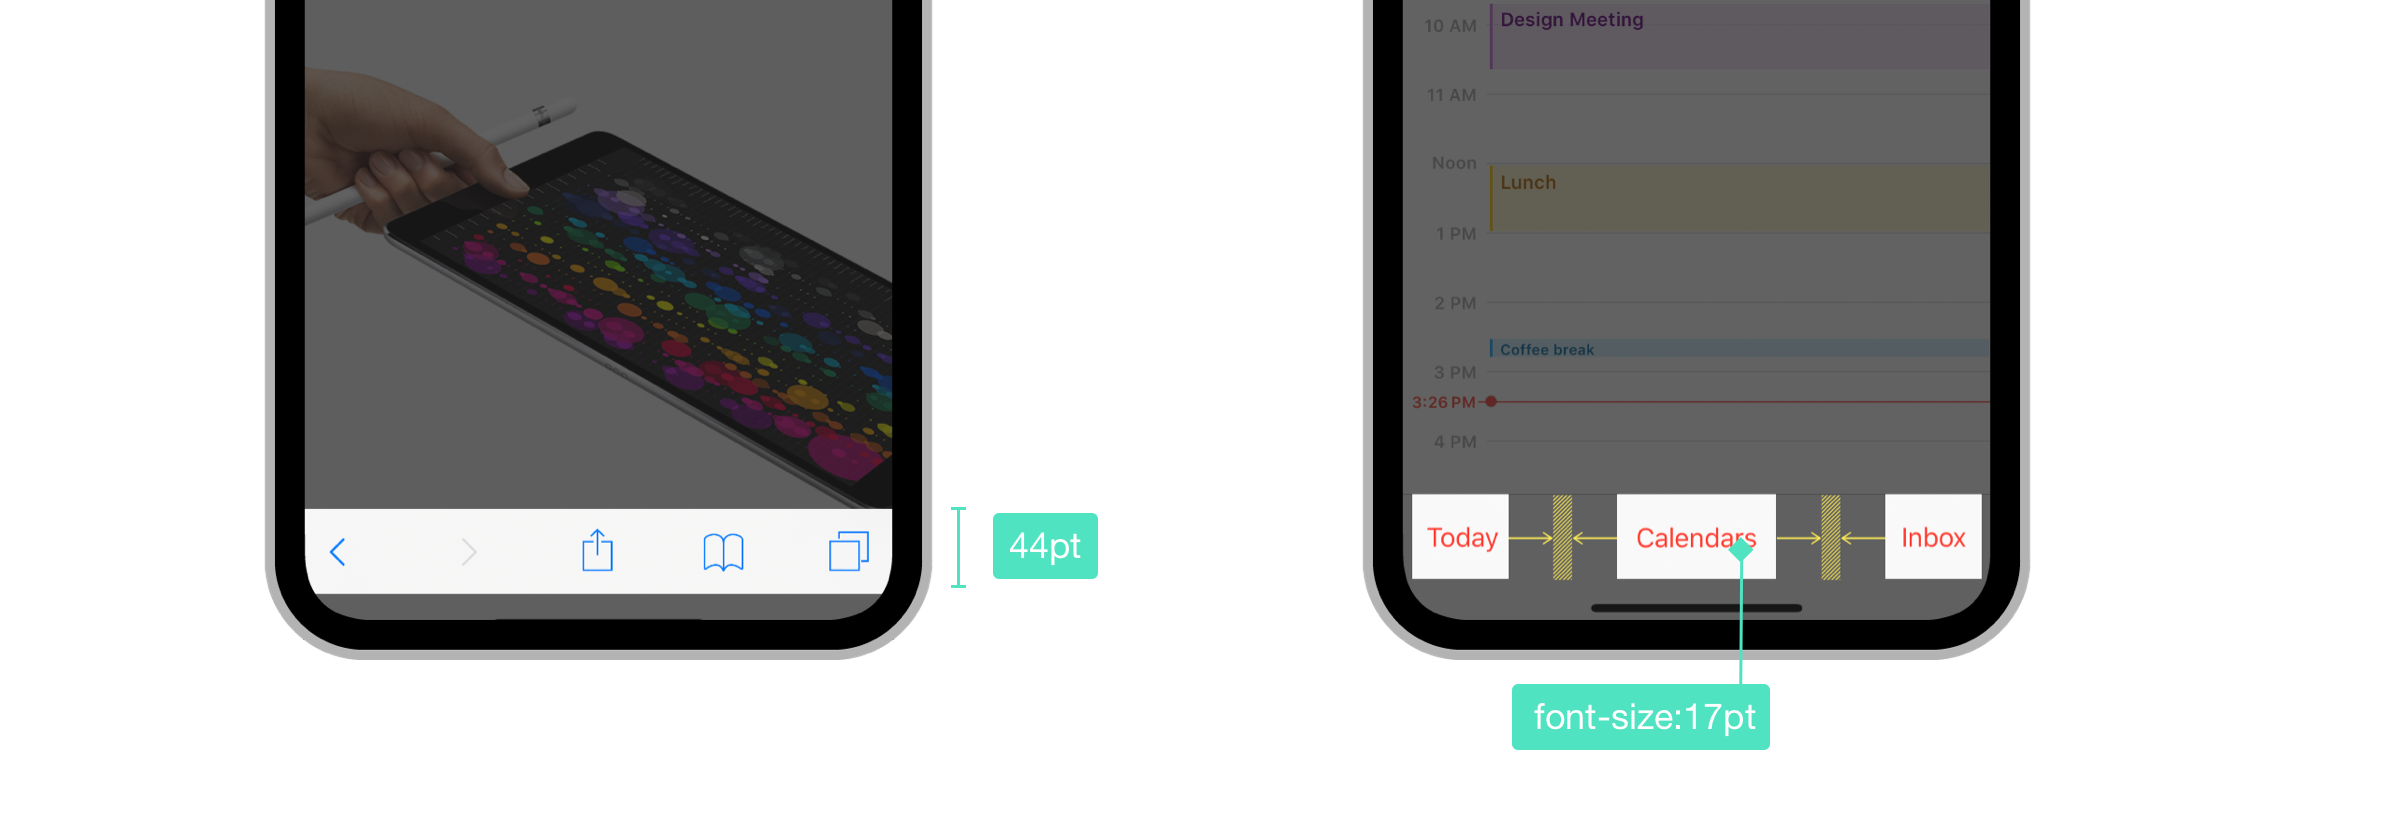 10 AM
Design Meeting
11 AM
Noon
Lunch
1 PM
2 PM
Coffee break
3 PM
3:26 PM
4 PM
44pt
Today
Calendars
Inbox
font-size:17pt